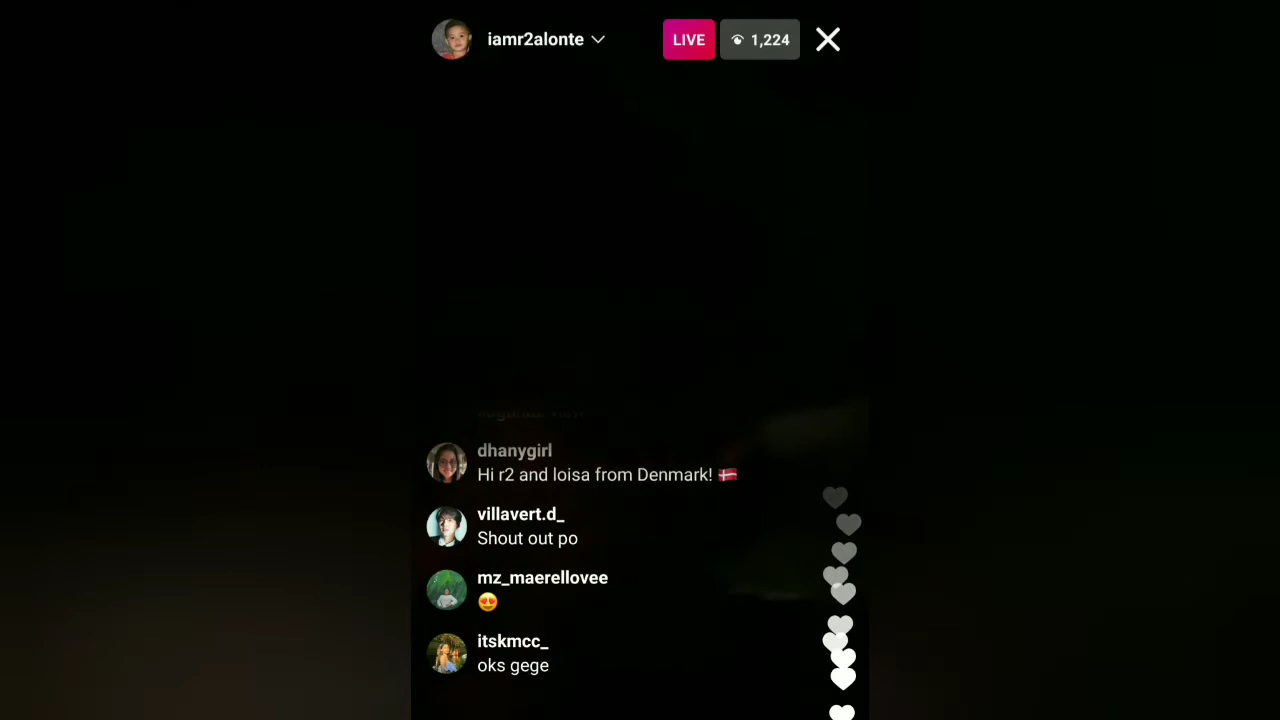 iamr2alonte
LIVE
1,224
dhanygirl
Hi r2 and loisa from Denmark! 🇩🇰
villavert.d_
Shout out po
mz_maerellovee
😍
itskmcc_
oks gege